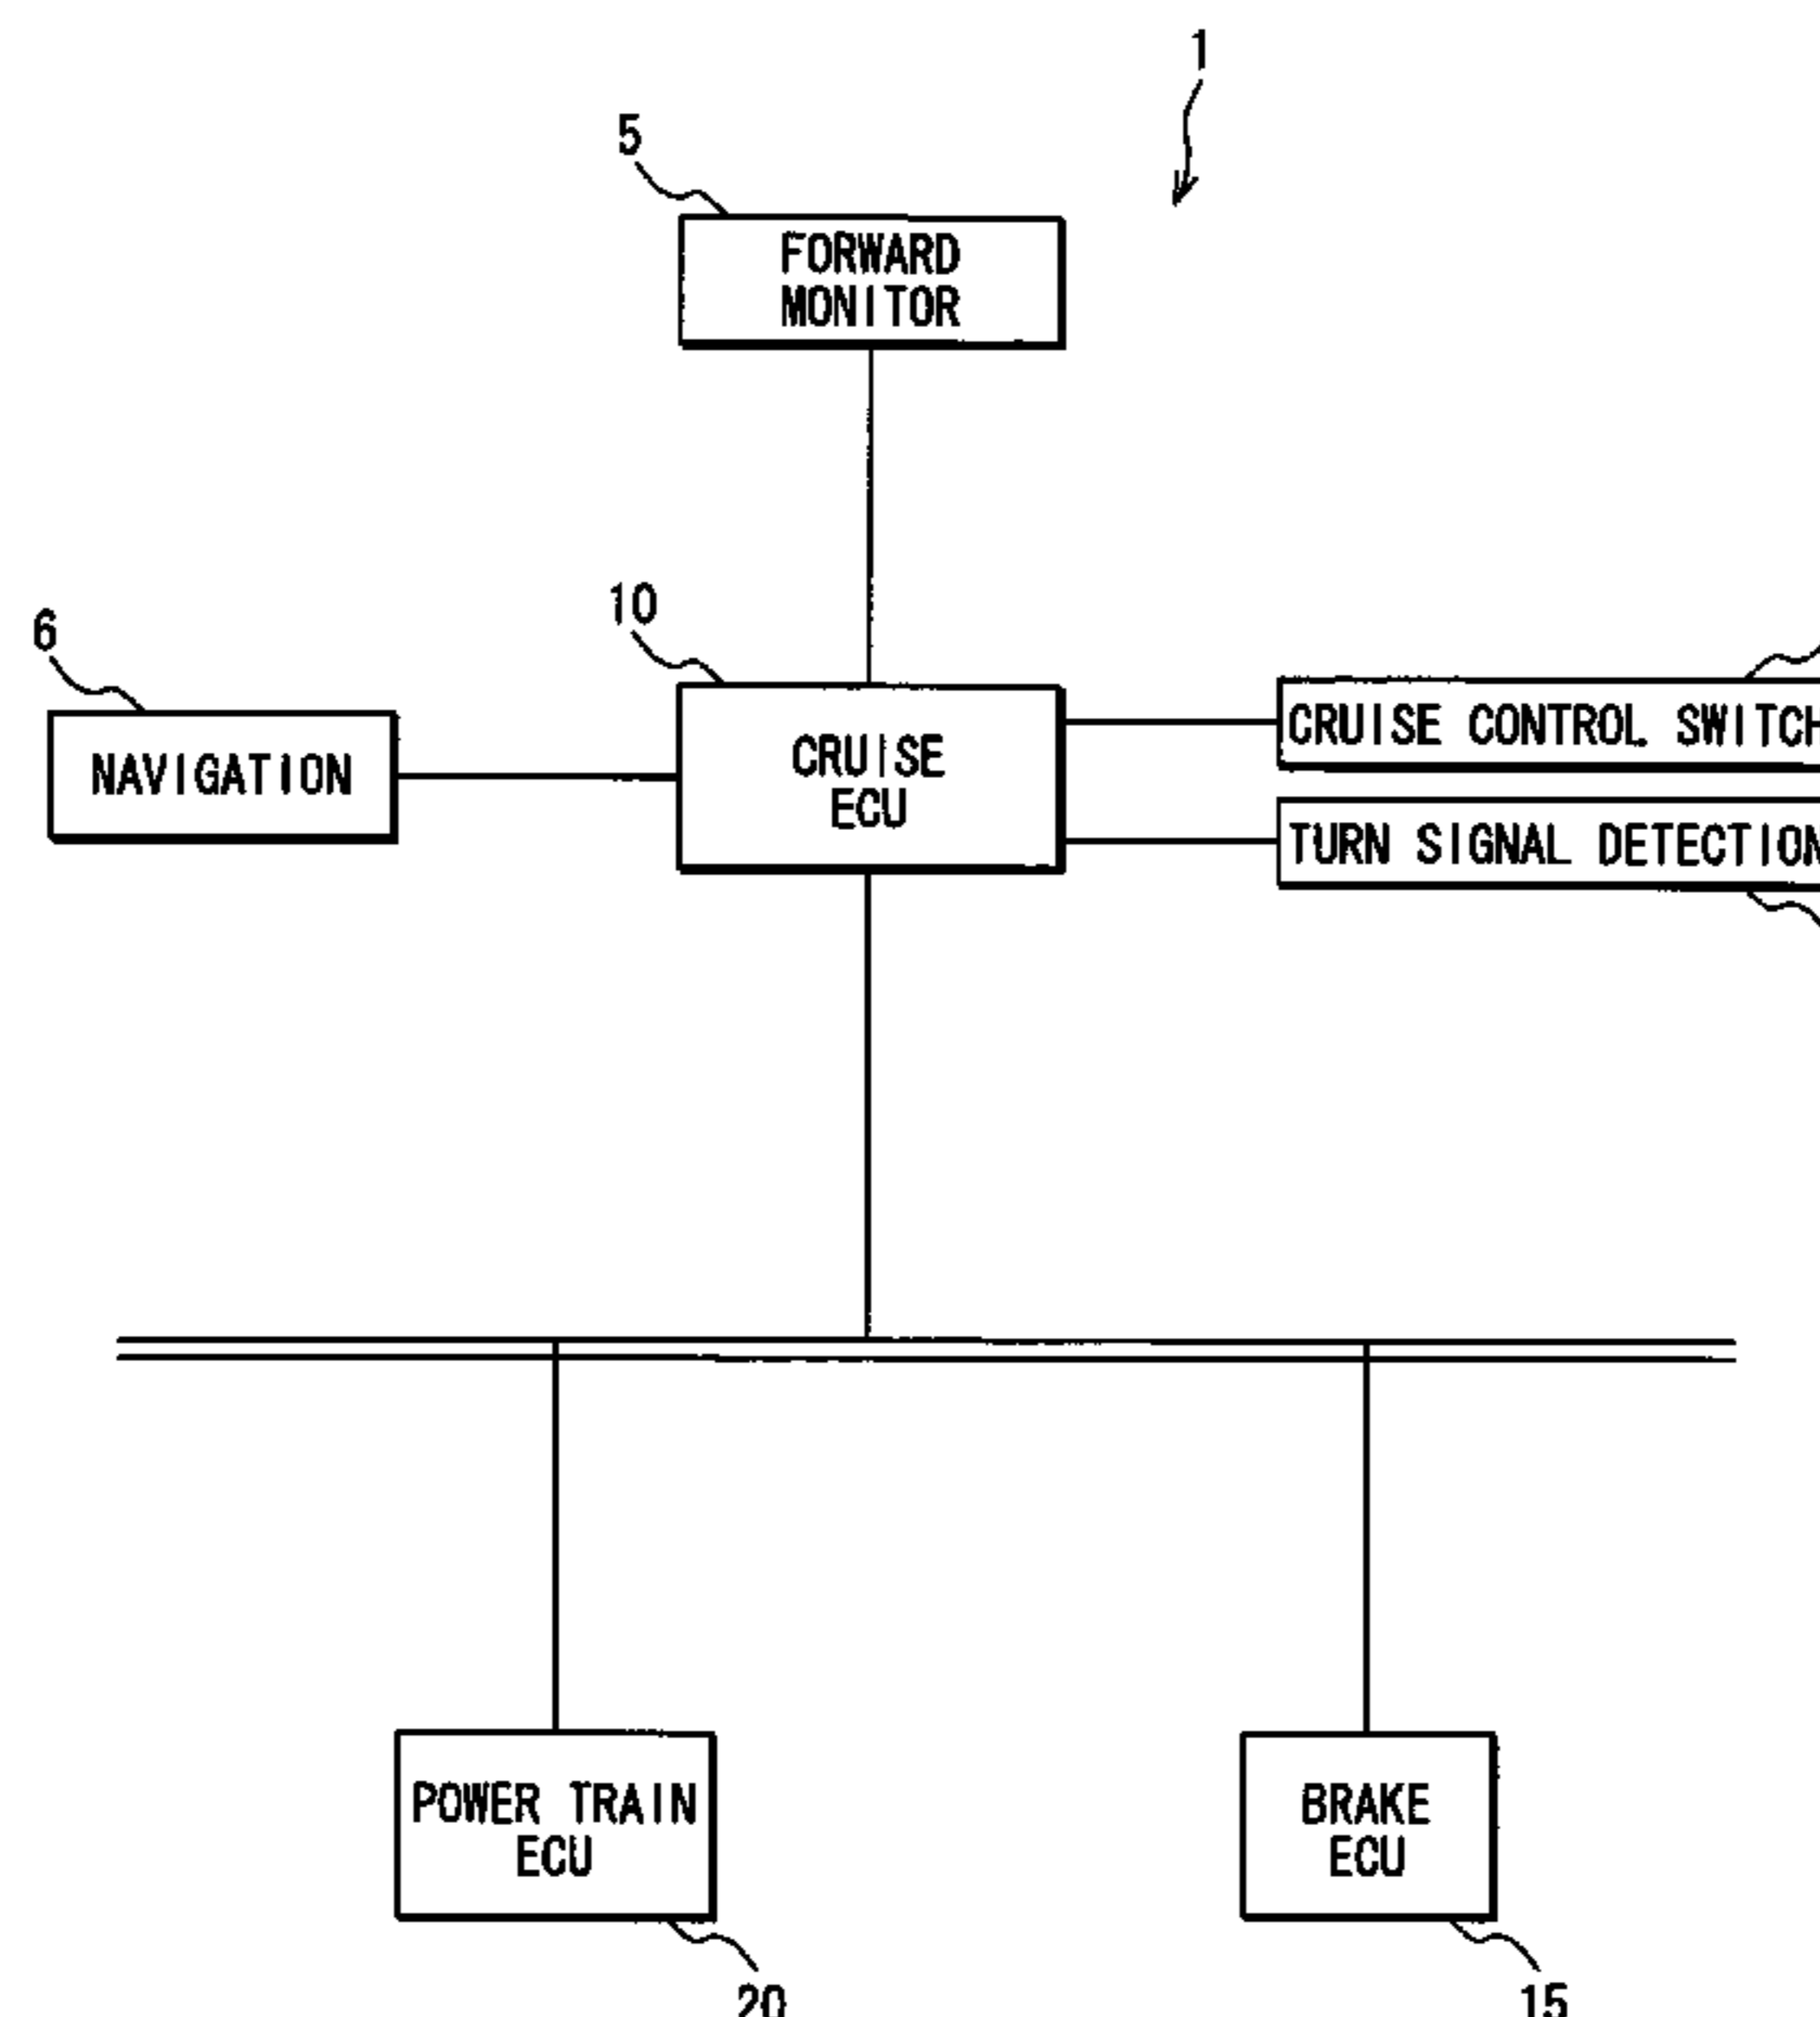 1
5
FORWARD
MONITOR
10
6
NAVIGATION
CRUISE
ECU
CRUISE CONTROL SWITCH
TURN SIGNAL DETECTION
POWER TRAIN
ECU
BRAKE
ECU
20
15